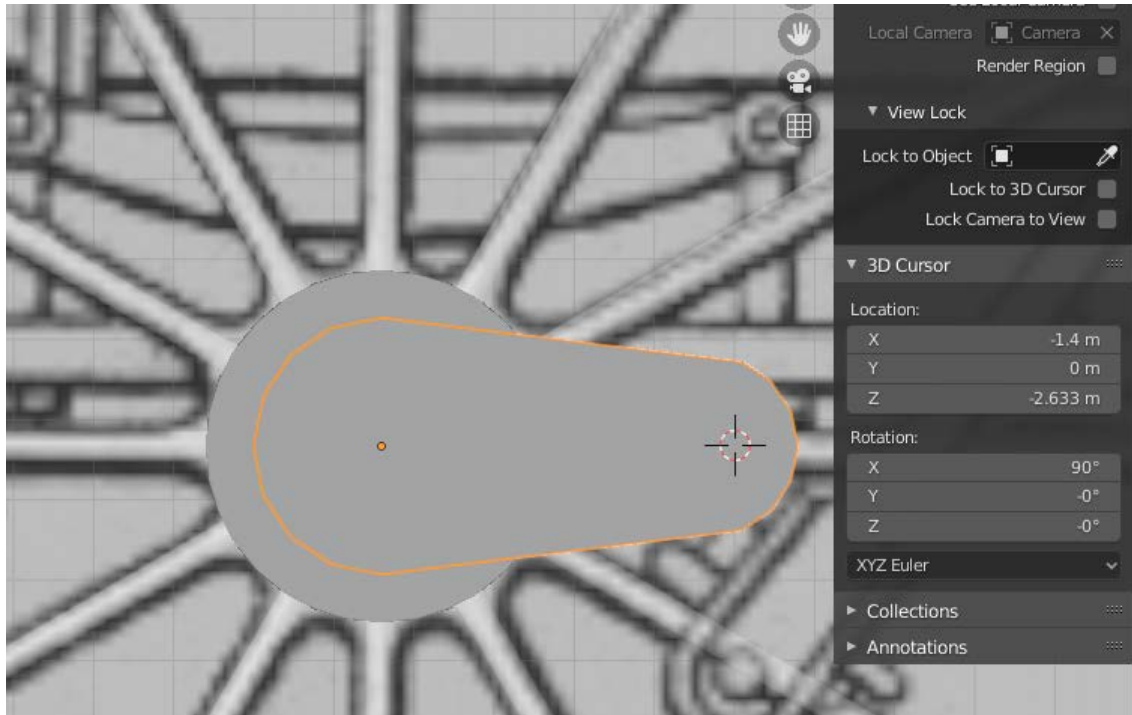 Local Camera Camera
Render Region
View Lock
Lock to Object
Lock to 3D Cursor
Lock Camera to View
3D Cursor
Location:
X -1.4 m
Y 0 m
Z -2.633 m
Rotation:
X 90°
Y -0°
Z -0°
XYZ Euler
Collections
Annotations